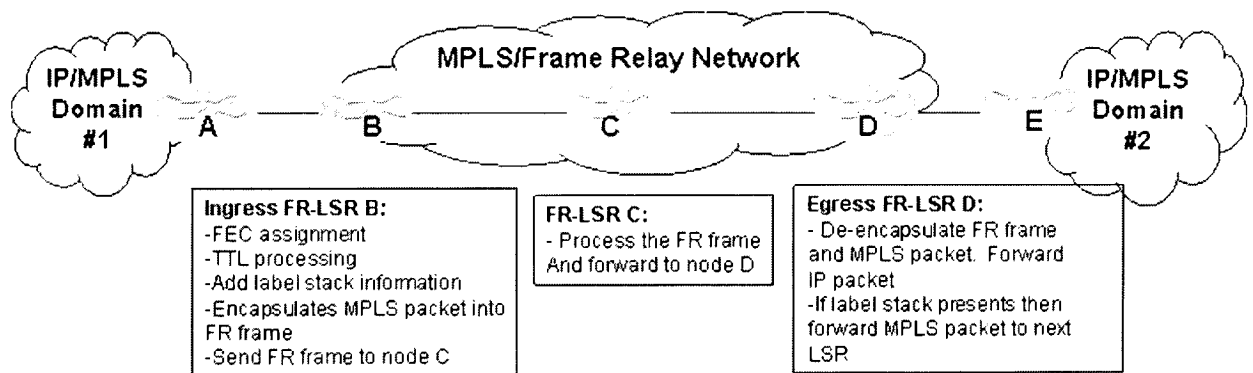 MPLS/Frame Relay Network
IP/MPLS
Domain
#1
A
B
C
D
E
IP/MPLS
Domain
#2
Ingress FR-LSR B:
-FEC assignment
-TTL processing
-Add label stack information
-Encapsulates MPLS packet into
FR frame
-Send FR frame to node C
FR-LSR C:
- Process the FR frame
And forward to node D
Egress FR-LSR D:
- De-encapsulate FR frame
and MPLS packet. Forward
IP packet
-If label stack presents then
forward MPLS packet to next
LSR